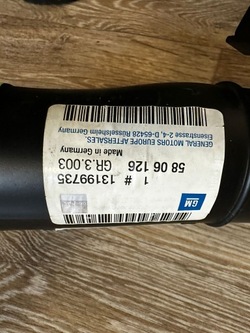 GM
1 # 13199735
58 06 126 GR.3.003
Made in Germany
GENERAL MOTORS EUROPE AFTERSALES.
Eisenstrasse 2-4, D-65428 Rüsselsheim Germany